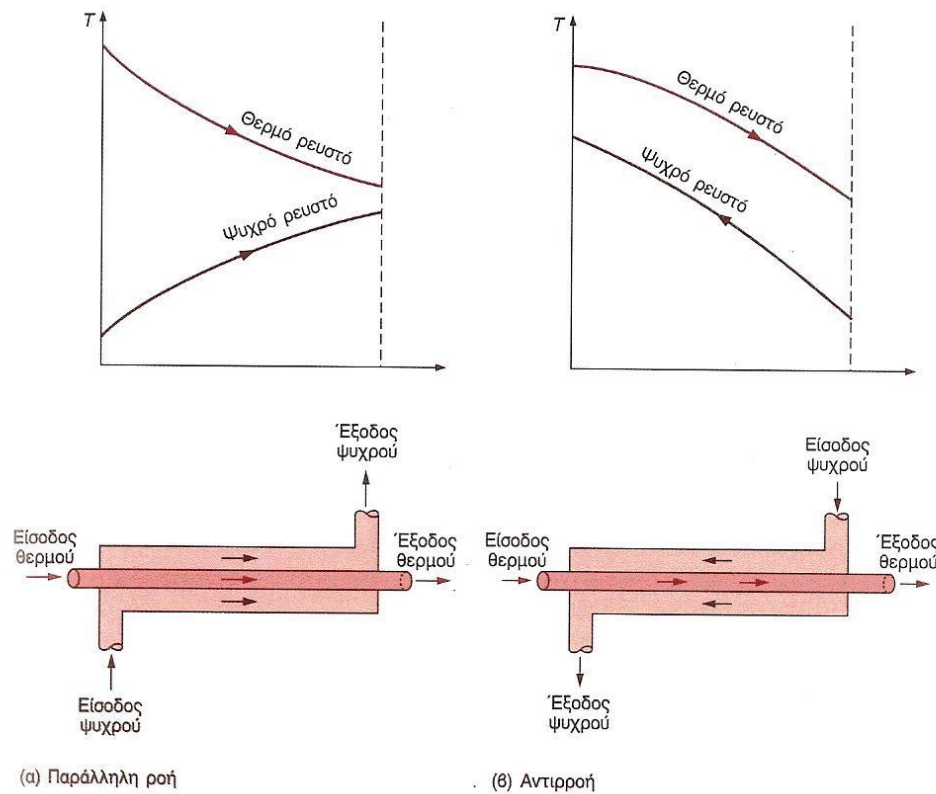 T
Θερμό ρευστό
Ψυχρό ρευστό
T
Θερμό ρευστό
Ψυχρό ρευστό
Έξοδος
ψυχρού
Είσοδος
θερμού
Έξοδος
θερμού
Είσοδος
ψυχρού
(α) Παράλληλη ροή
Είσοδος
ψυχρού
Είσοδος
θερμού
Έξοδος
θερμού
Έξοδος
ψυχρού
(β) Αντιρροή